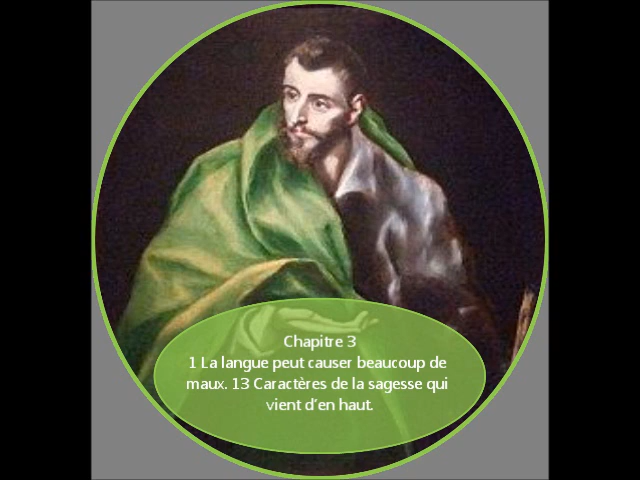 Chapitre 3
1 La langue peut causer beaucoup de
maux. 13 Caractères de la sagesse qui
vient d'en haut.